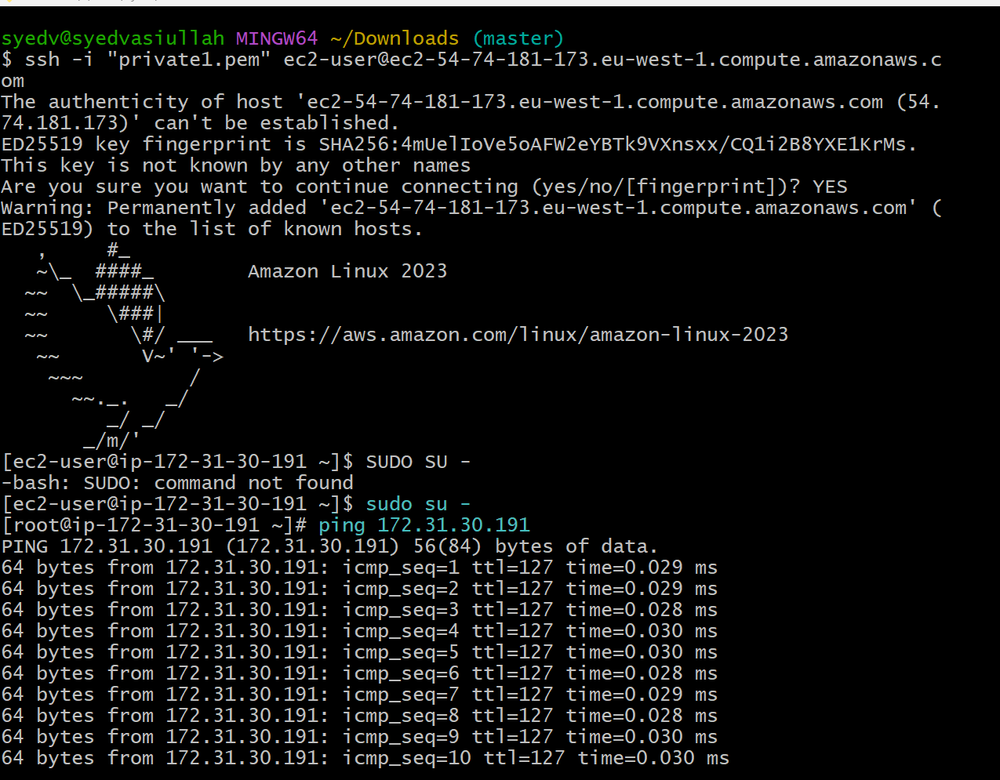 syedv@syedvasiullah MINGW64 ~/Downloads (master)
$ ssh -i "private1.pem" ec2-user@ec2-54-74-181-173.eu-west-1.compute.amazonaws.c
om
The authenticity of host 'ec2-54-74-181-173.eu-west-1.compute.amazonaws.com (54.
74.181.173)' can't be established.
ED25519 key fingerprint is SHA256:4mUelIoVe5oAFW2eYBTk9VXnsxx/CQ1i2B8YXE1KrMs.
This key is not known by any other names
Are you sure you want to continue connecting (yes/no/[fingerprint])? YES
Warning: Permanently added 'ec2-54-74-181-173.eu-west-1.compute.amazonaws.com' (
ED25519) to the list of known hosts.
   ,     #_
   ~\_  ####_        Amazon Linux 2023
  ~~  \_#####\
  ~~     \###|
  ~~       \#/ ___   https://aws.amazon.com/linux/amazon-linux-2023
   ~~       V~' '->
    ~~~         /
      ~~._.   _/
         _/ _/
       _/m/'
[ec2-user@ip-172-31-30-191 ~]$ SUDO SU -
-bash: SUDO: command not found
[ec2-user@ip-172-31-30-191 ~]$ sudo su -
[root@ip-172-31-30-191 ~]# ping 172.31.30.191
PING 172.31.30.191 (172.31.30.191) 56(84) bytes of data.
64 bytes from 172.31.30.191: icmp_seq=1 ttl=127 time=0.029 ms
64 bytes from 172.31.30.191: icmp_seq=2 ttl=127 time=0.029 ms
64 bytes from 172.31.30.191: icmp_seq=3 ttl=127 time=0.028 ms
64 bytes from 172.31.30.191: icmp_seq=4 ttl=127 time=0.030 ms
64 bytes from 172.31.30.191: icmp_seq=5 ttl=127 time=0.030 ms
64 bytes from 172.31.30.191: icmp_seq=6 ttl=127 time=0.028 ms
64 bytes from 172.31.30.191: icmp_seq=7 ttl=127 time=0.029 ms
64 bytes from 172.31.30.191: icmp_seq=8 ttl=127 time=0.028 ms
64 bytes from 172.31.30.191: icmp_seq=9 ttl=127 time=0.030 ms
64 bytes from 172.31.30.191: icmp_seq=10 ttl=127 time=0.030 ms